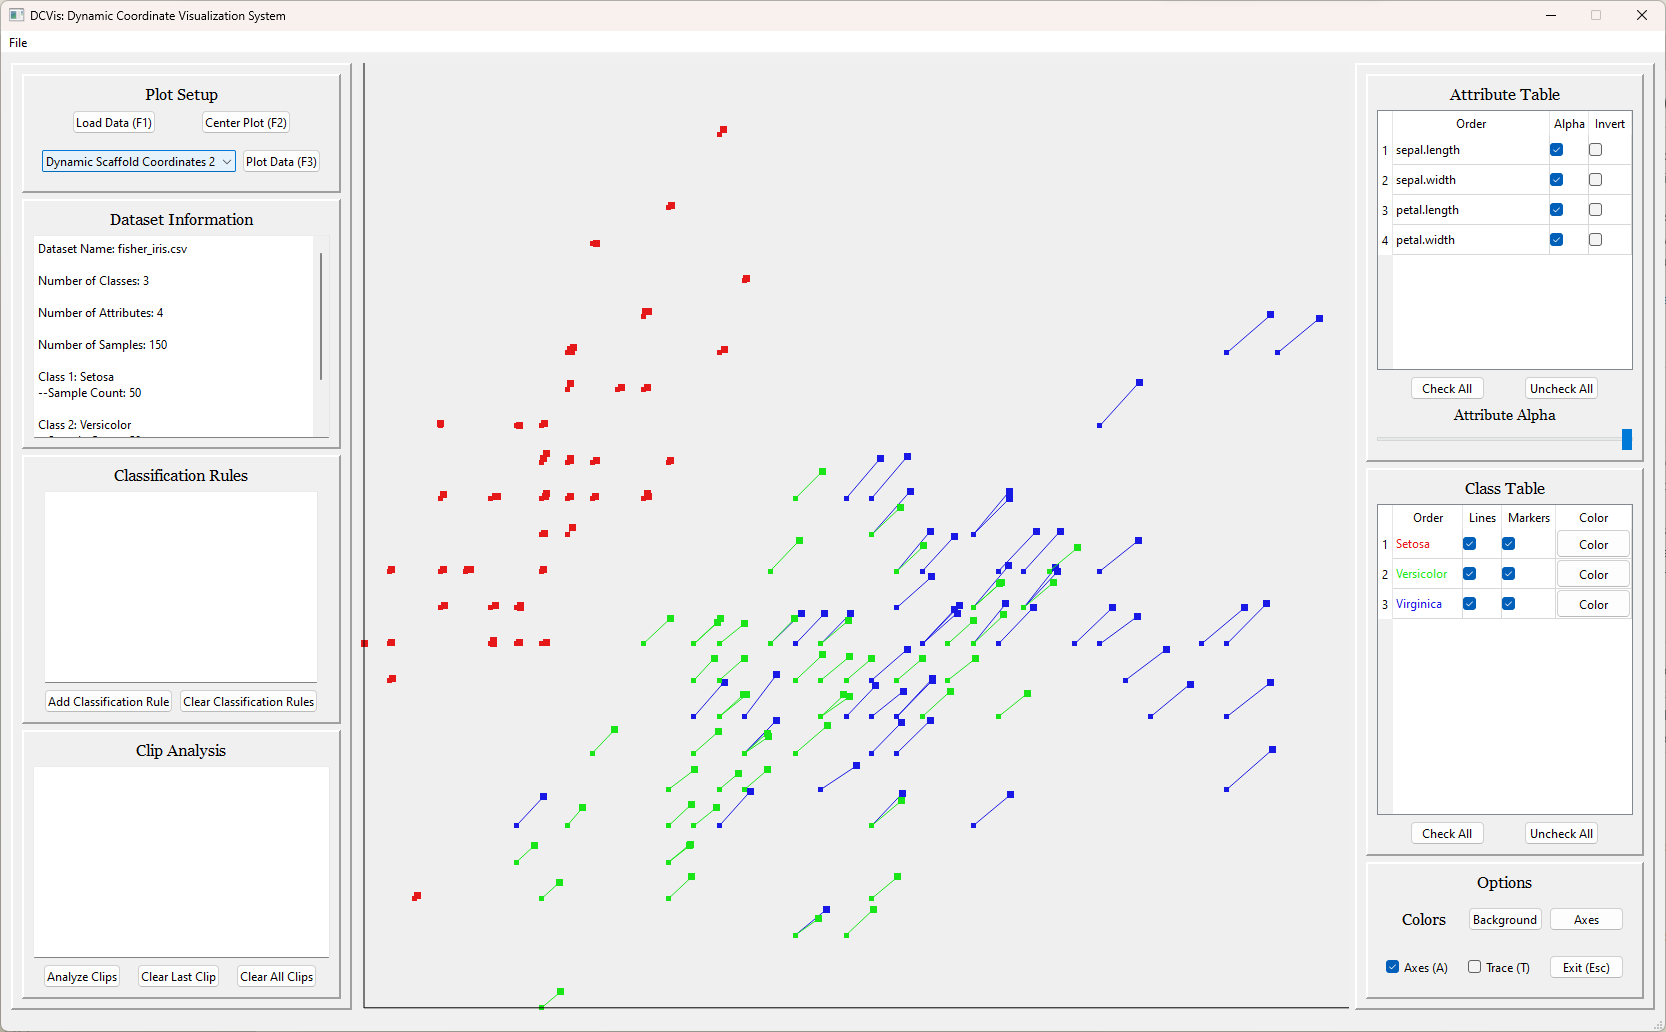 DCVis: Dynamic Coordinate Visualization System
File
Plot Setup
Load Data (F1)
Center Plot (F2)
Dynamic Scaffold Coordinates 2
Plot Data (F3)
Dataset Information
Dataset Name: fisher_iris.csv
Number of Classes: 3
Number of Attributes: 4
Number of Samples: 150
Class 1: Setosa
--Sample Count: 50
Class 2: Versicolor
Classification Rules
Add Classification Rule
Clear Classification Rules
Clip Analysis
Analyze Clips
Clear Last Clip
Clear All Clips
Attribute Table
Order Alpha Invert
1 sepal.length
2 sepal.width
3 petal.length
4 petal.width
Check All
Uncheck All
Attribute Alpha
Class Table
Order Lines Markers Color
1 Setosa Color
2 Versicolor Color
3 Virginica Color
Check All
Uncheck All
Options
Colors
Background
Axes
Axes (A)
Trace (T)
Exit (Esc)